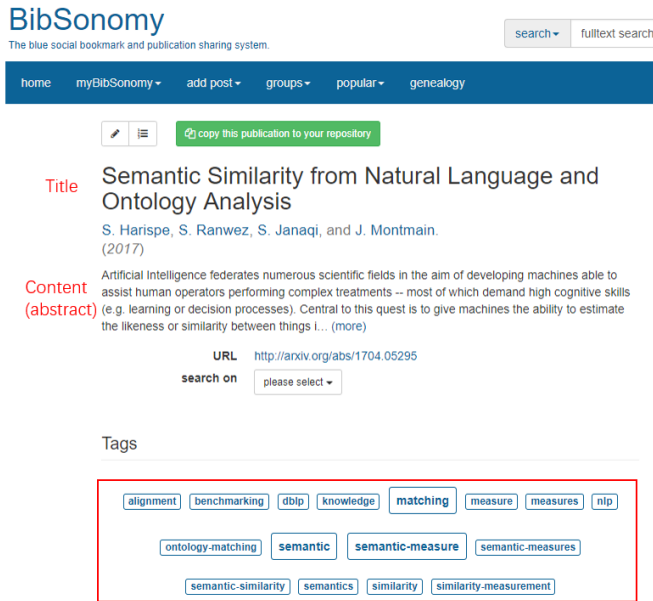 BibSonomy
The blue social bookmark and publication sharing system.
search fulltext search
home myBibSonomy add post groups popular genealogy
copy this publication to your repository
Title
Semantic Similarity from Natural Language and
Ontology Analysis
S. Harispe, S. Ranwez, S. Janaqi, and J. Montmain.
(2017)
Content
(abstract)
Artificial Intelligence federates numerous scientific fields in the aim of developing machines able to
assist human operators performing complex treatments -- most of which demand high cognitive skills
(e.g. learning or decision processes). Central to this quest is to give machines the ability to estimate
the likeness or similarity between things i... (more)
URL http://arxiv.org/abs/1704.05295
search on please select
Tags
alignment benchmarking dblp knowledge matching measure measures nlp
ontology-matching semantic semantic-measure semantic-measures
semantic-similarity semantics similarity similarity-measurement